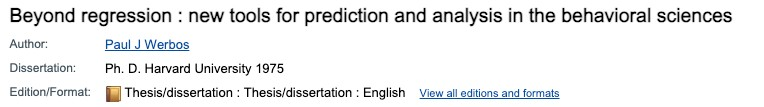 Beyond regression : new tools for prediction and analysis in the behavioral sciences
Author: Paul J Werbos
Dissertation: Ph. D. Harvard University 1975
Edition/Format: Thesis/dissertation : Thesis/dissertation : English View all editions and formats